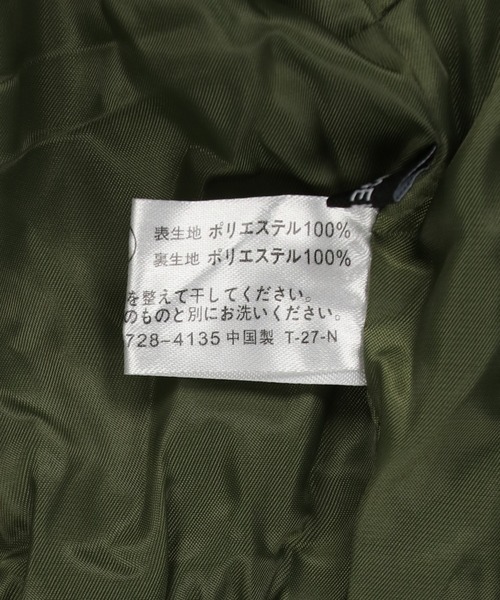 表生地 ポリエステル100%
裏生地 ポリエステル100%
を整えて干してください。
のものと別にお洗いください。
728-4135 中国製 T-27-N